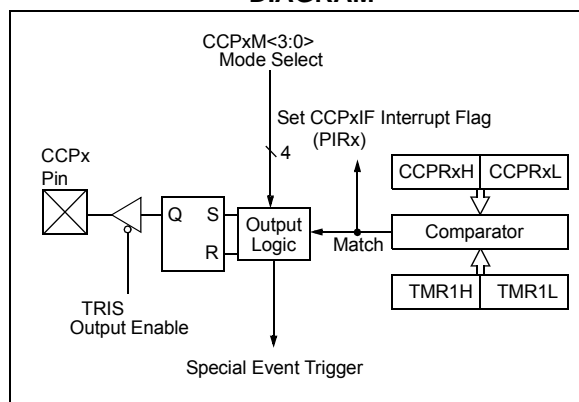 DIAGRAM
CCPxM<3:0>
Mode Select
Set CCPxIF Interrupt Flag
(PIRx)
4
CCPx
Pin
CCPRxH CCPRxL
Q S
Output
Logic
R
Match
Comparator
TRIS
Output Enable
TMR1H TMR1L
Special Event Trigger